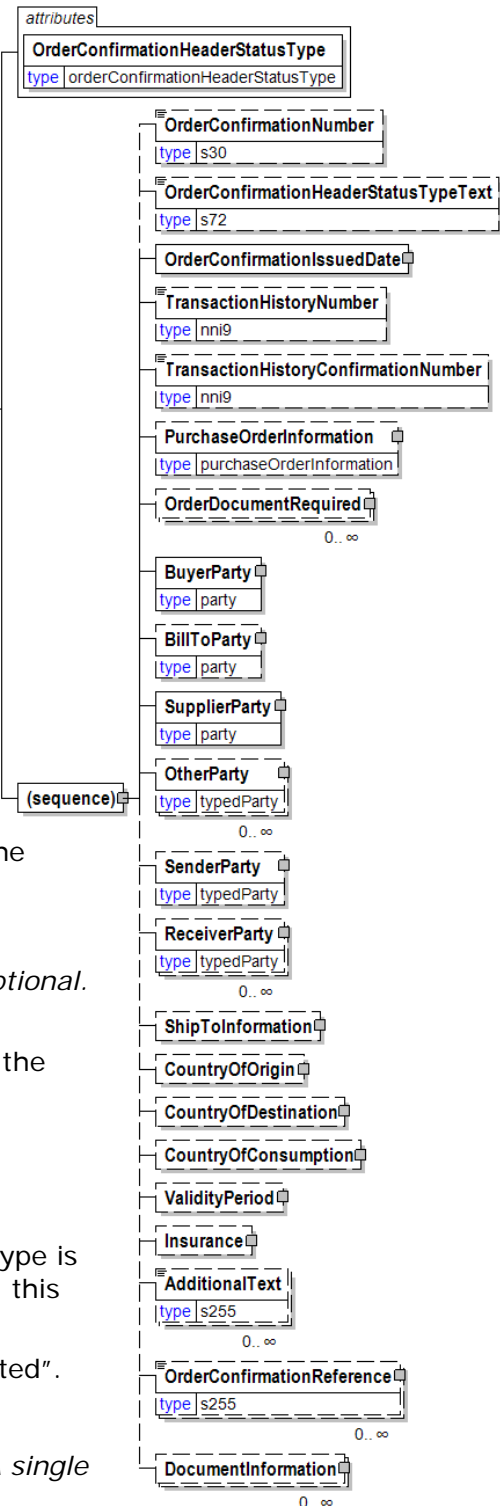 attributes
OrderConfirmationHeaderStatusType
type orderConfirmationHeaderStatusType
OrderConfirmationNumber
type s30
OrderConfirmationHeaderStatusTypeText
type s72
OrderConfirmationIssuedDate
TransactionHistoryNumber
type nni9
TransactionHistoryConfirmationNumber
type nni9
PurchaseOrderInformation
type purchaseOrderInformation
OrderDocumentRequired
0.. ∞
BuyerParty
type party
BillToParty
type party
SupplierParty
type party
OtherParty
type typedParty
0.. ∞
(sequence)
SenderParty
type typedParty
ReceiverParty
type typedParty
0.. ∞
ShipToInformation
CountryOfOrigin
CountryOfDestination
CountryOfConsumption
ValidityPeriod
Insurance
AdditionalText
type s255
0.. ∞
OrderConfirmationReference
type s255
0.. ∞
DocumentInformation
0.. ∞
he
otional.
the
ype is
this
ted".
single